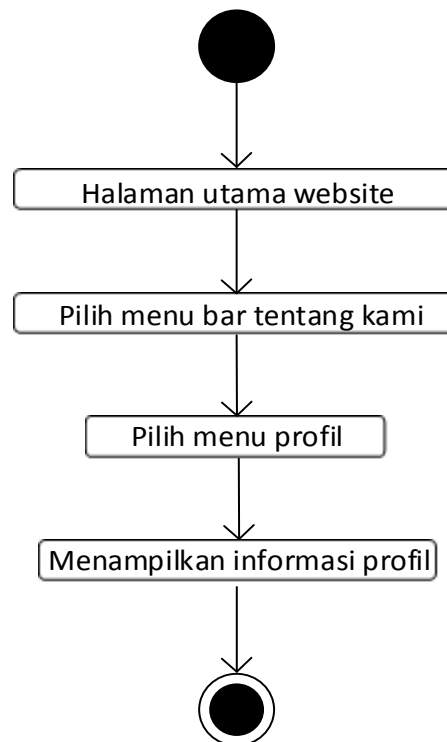 Halaman utama website
Pilih menu bar tentang kami
Pilih menu profil
Menampilkan informasi profil